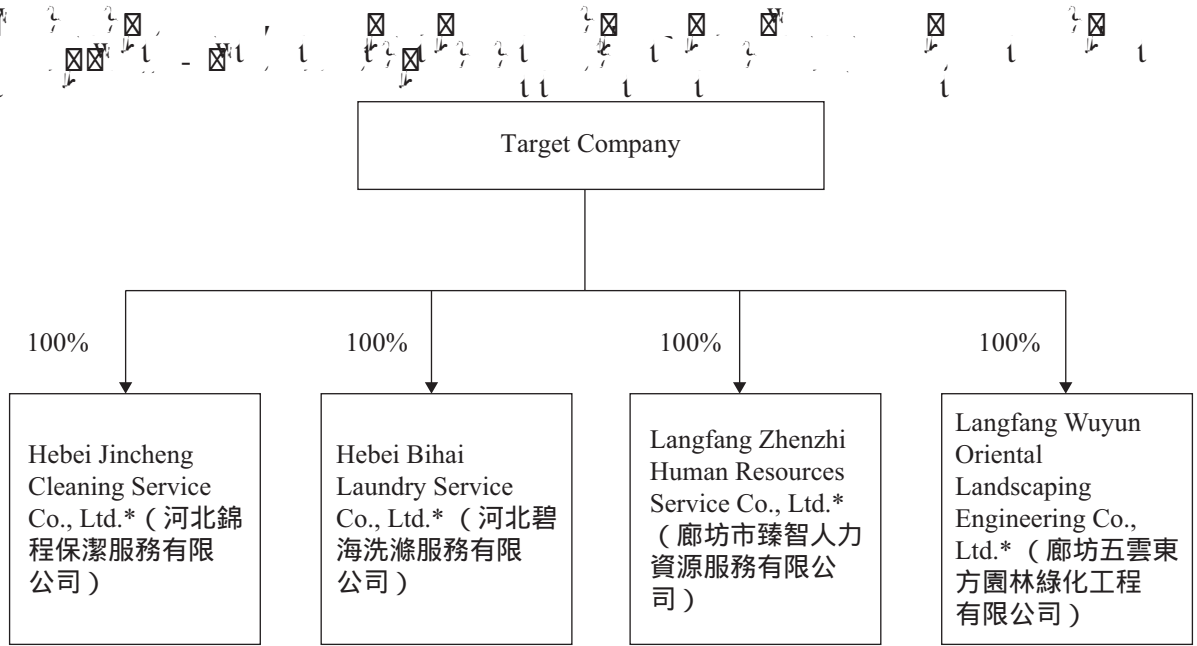 Target Company
100%
100%
100%
100%
Hebei Jincheng
Cleaning Service
Co., Ltd.*（河北錦
程保潔服務有限
公司）
Hebei Bihai
Laundry Service
Co., Ltd.*（河北碧
海洗滌服務有限
公司）
Langfang Zhenzhi
Human Resources
Service Co., Ltd.*
（廊坊市臻智人力
資源服務有限公
司）
Langfang Wuyun
Oriental
Landscaping
Engineering Co.,
Ltd.*（廊坊五雲東
方園林綠化工程
有限公司）